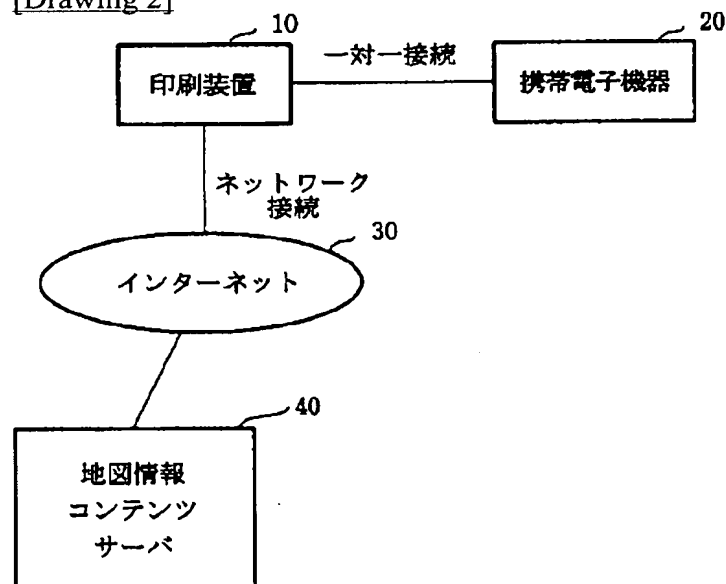 [Drawing 2]
10
20
印刷装置
一対一接続
携帯電子機器
ネットワーク
接続
30
インターネット
40
地図情報
コンテンツ
サーバ